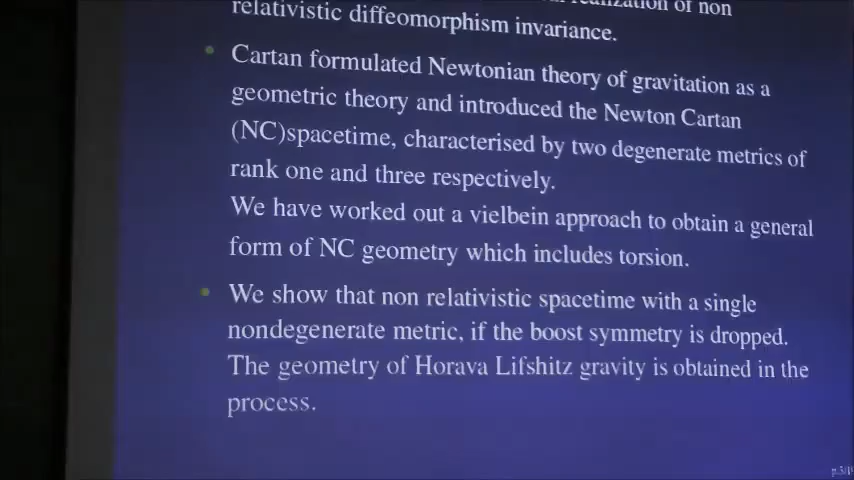 realization of non
relativistic diffeomorphism invariance.
Cartan formulated Newtonian theory of gravitation as a
geometric theory and introduced the Newton Cartan
(NC)spacetime, characterised by two degenerate metrics of
rank one and three respectively.
We have worked out a vielbein approach to obtain a general
form of NC geometry which includes torsion.
We show that non relativistic spacetime with a single
nondegenerate metric, if the boost symmetry is dropped.
The geometry of Horava Lifshitz gravity is obtained in the
process.